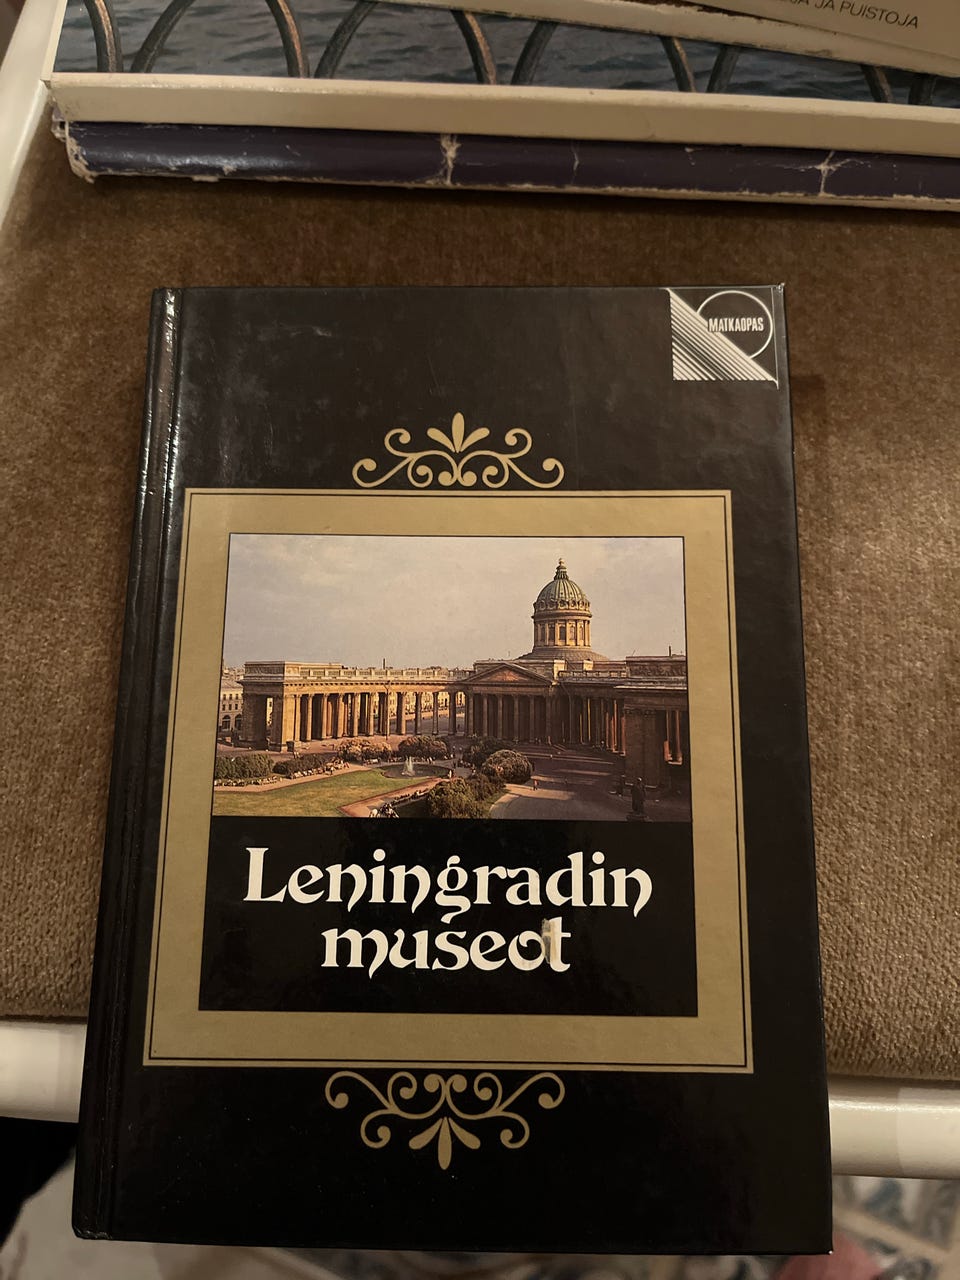 JA PUISTOJA
MATKAOPAS
Leningradin
museot